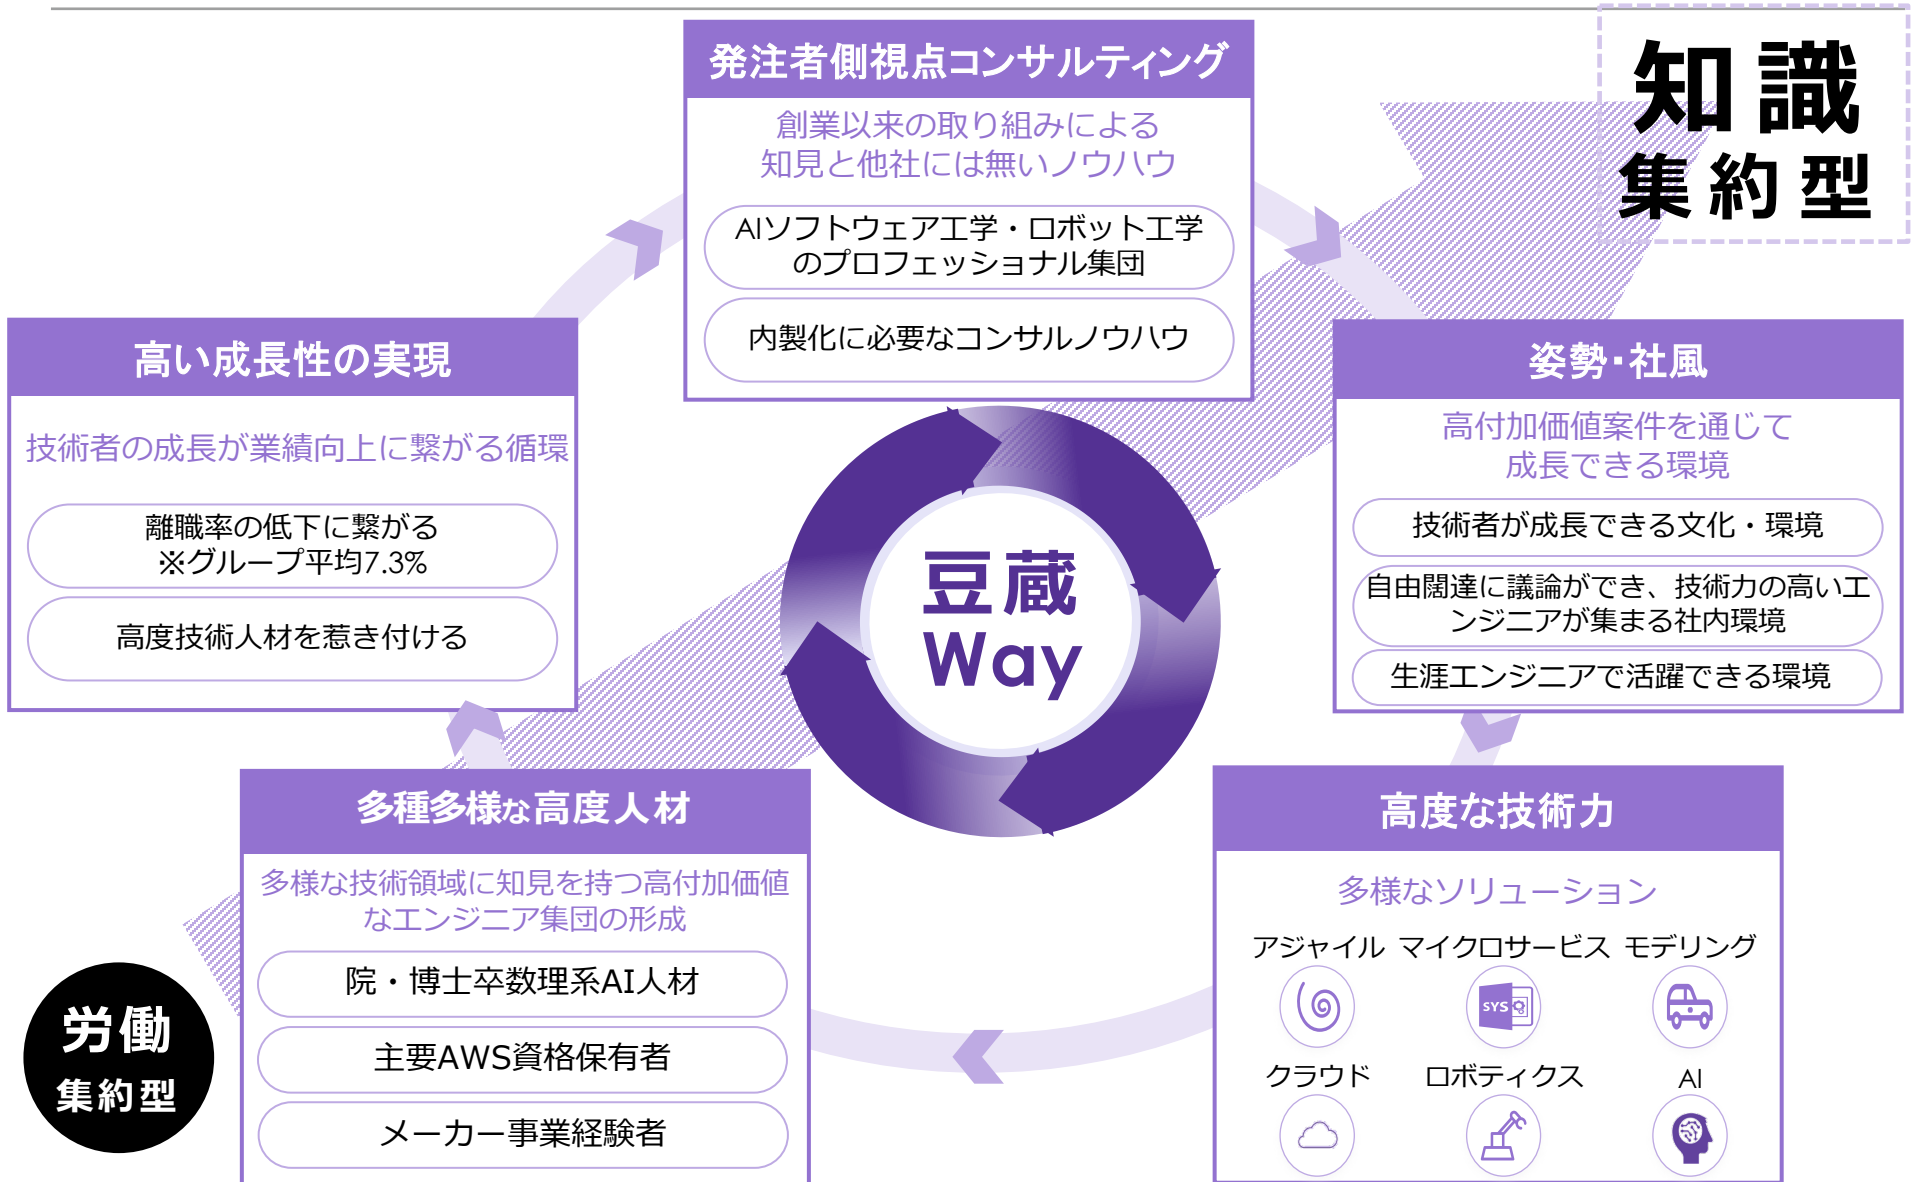 知識
集約型
発注者側視点コンサルティング
創業以来の取り組みによる
知見と他社には無いノウハウ
AIソフトウェア工学・ロボット工学
のプロフェッショナル集団
内製化に必要なコンサルノウハウ
高い成長性の実現
技術者の成長が業績向上に繋がる循環
離職率の低下に繋がる
※グループ平均7.3%
高度技術人材を惹き付ける
姿勢・社風
高付加価値案件を通じて
成長できる環境
技術者が成長できる文化・環境
自由闊達に議論ができ、技術力の高いエ
ンジニアが集まる社内環境
生涯エンジニアで活躍できる環境
豆蔵
Way
多種多様な高度人材
多様な技術領域に知見を持つ高付加価値
なエンジニア集団の形成
院・博士卒数理系AI人材
主要AWS資格保有者
メーカー事業経験者
高度な技術力
多様なソリューション
アジャイル マイクロサービス モデリング
SYS
クラウド ロボティクス AI
労働
集約型